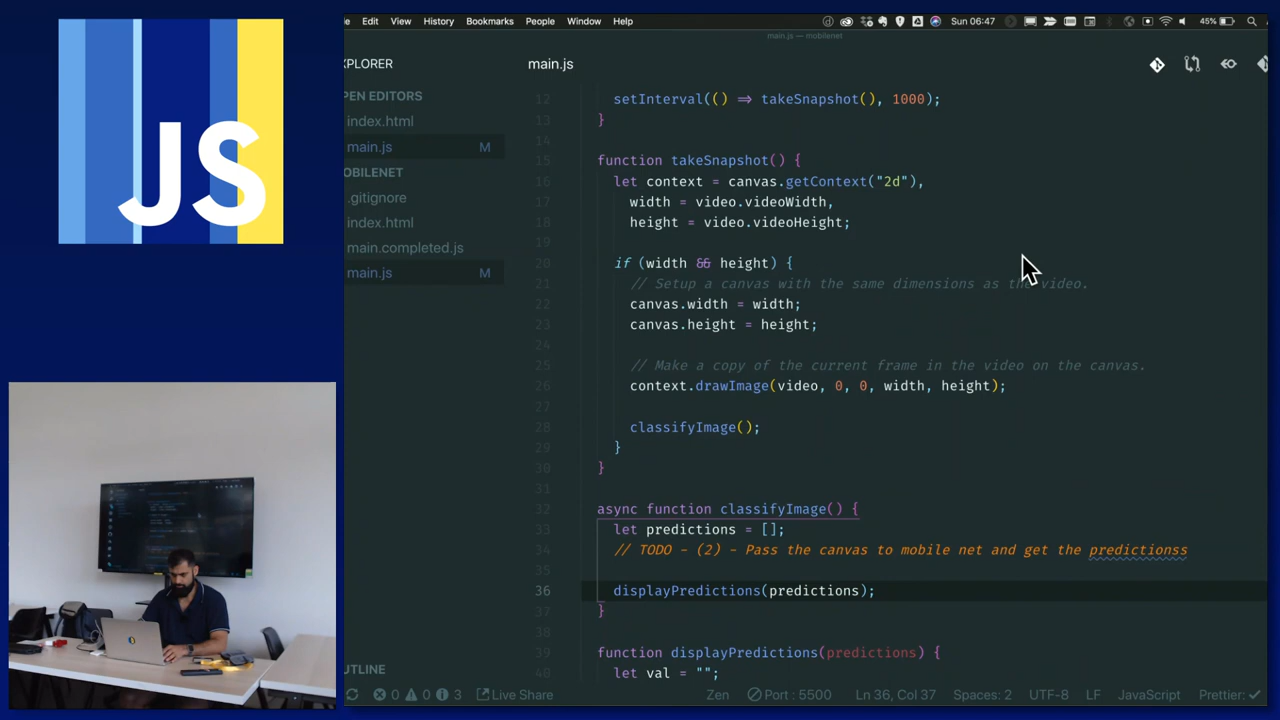 JS
Edit View History Bookmarks People Window Help
Sun 06:47
45%
main.js — mobilenet
XPLORER
main.js
PEN EDITORS
index.html
main.js M
OBILENET
.gitignore
index.html
main.completed.js
main.js M
UTLINE
12 setInterval(() => takeSnapshot(), 1000);
13 }
14
15 function takeSnapshot() {
16 let context = canvas.getContext("2d"),
17 width = video.videoWidth,
18 height = video.videoHeight;
19
20 if (width && height) {
21 // Setup a canvas with the same dimensions as the video.
22 canvas.width = width;
23 canvas.height = height;
24
25 // Make a copy of the current frame in the video on the canvas.
26 context.drawImage(video, 0, 0, width, height);
27
28 classifyImage();
29 }
30 }
31
32 async function classifyImage() {
33 let predictions = [];
34 // TODO - (2) - Pass the canvas to mobile net and get the predictionss
35
36 displayPredictions(predictions);
37 }
38
39 function displayPredictions(predictions) {
40 let val = "";
0 0 3 Live Share Zen Port : 5500 Ln 36, Col 37 Spaces: 2 UTF-8 LF JavaScript Prettier: ✓